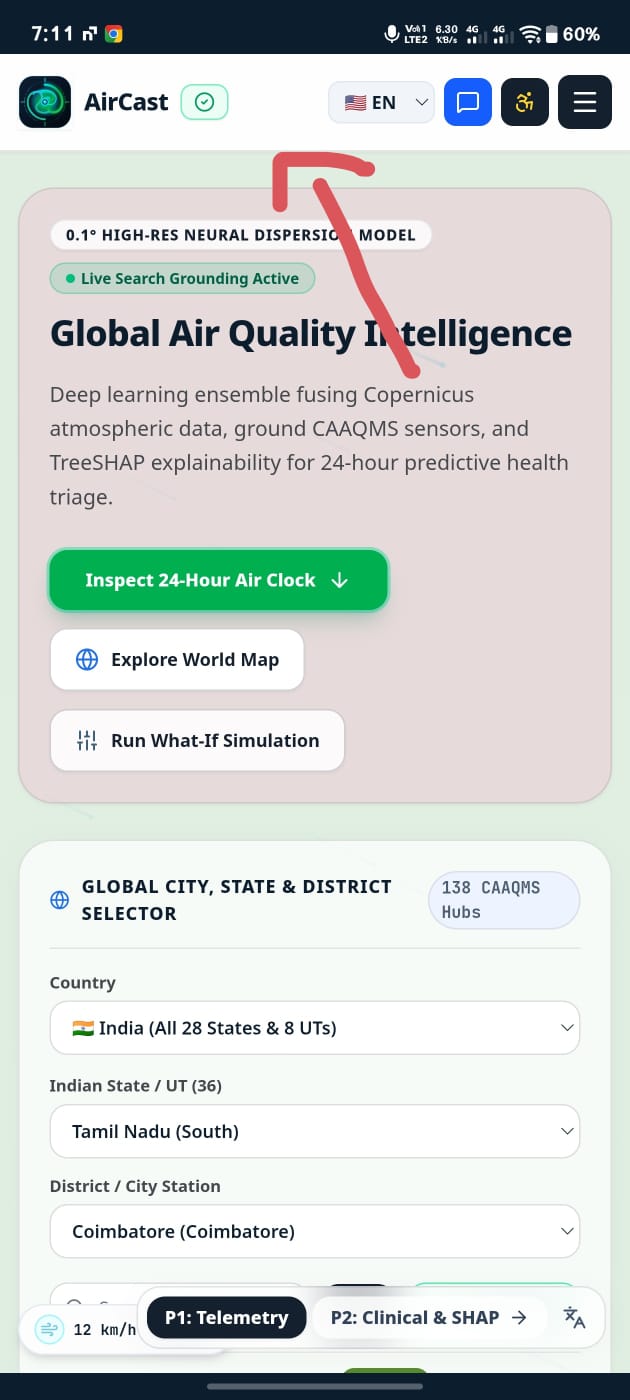 7:11
Vo1 1
LTE2
6.30
KB/s
4G
4G
60%
AirCast
EN
0.1° HIGH-RES NEURAL DISPERSION MODEL
Live Search Grounding Active
Global Air Quality Intelligence
Deep learning ensemble fusing Copernicus
atmospheric data, ground CAAQMS sensors, and
TreeSHAP explainability for 24-hour predictive health
triage.
Inspect 24-Hour Air Clock
Explore World Map
Run What-If Simulation
GLOBAL CITY, STATE & DISTRICT
SELECTOR
138 CAAQMS
Hubs
Country
India (All 28 States & 8 UTs)
Indian State / UT (36)
Tamil Nadu (South)
District / City Station
Coimbatore (Coimbatore)
12 km/h
P1: Telemetry
P2: Clinical & SHAP →